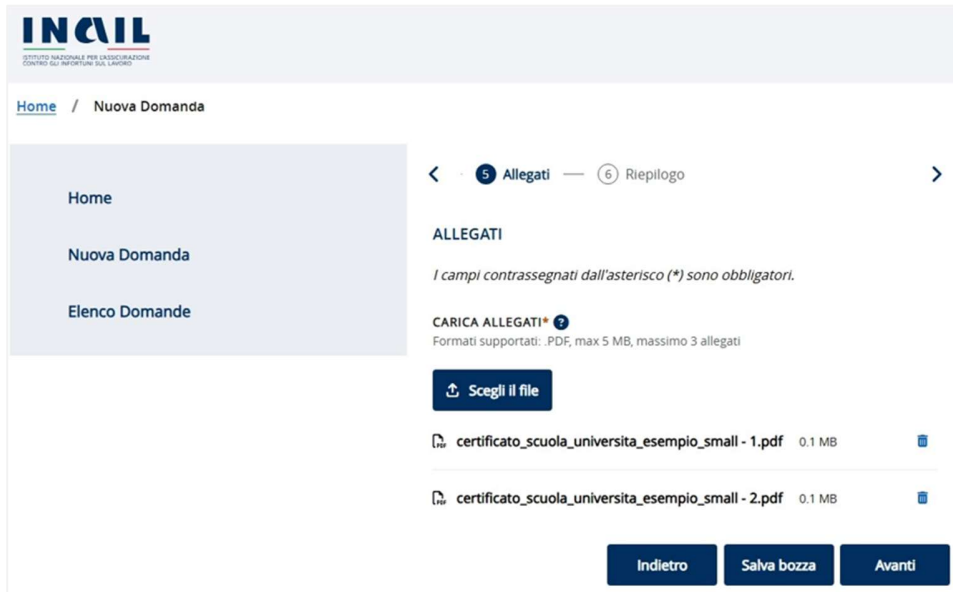 INAIL
ISTITUTO NAZIONALE PER L'ASSICURAZIONE
CONTRO GLI INFORTUNI SUL LAVORO
Home / Nuova Domanda
Home
Nuova Domanda
Elenco Domande
5 Allegati — 6 Riepilogo
ALLEGATI
I campi contrassegnati dall'asterisco (*) sono obbligatori.
CARICA ALLEGATI* ?
Formati supportati: .PDF, max 5 MB, massimo 3 allegati
Scegli il file
PDF certificato_scuola_universita_esempio_small - 1.pdf 0.1 MB
PDF certificato_scuola_universita_esempio_small - 2.pdf 0.1 MB
Indietro Salva bozza Avanti